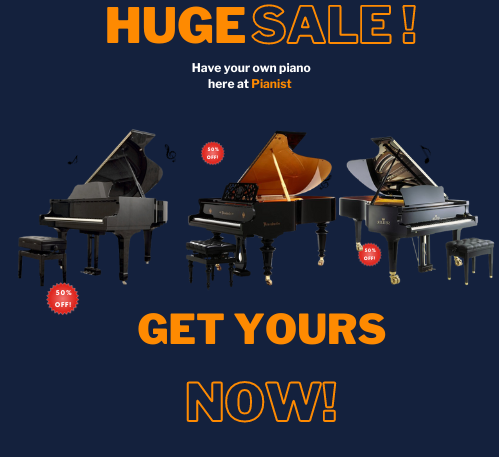 HUGE SALE !
Have your own piano
here at Pianist
50%
OFF!
50%
OFF!
50%
OFF!
GET YOURS
NOW!